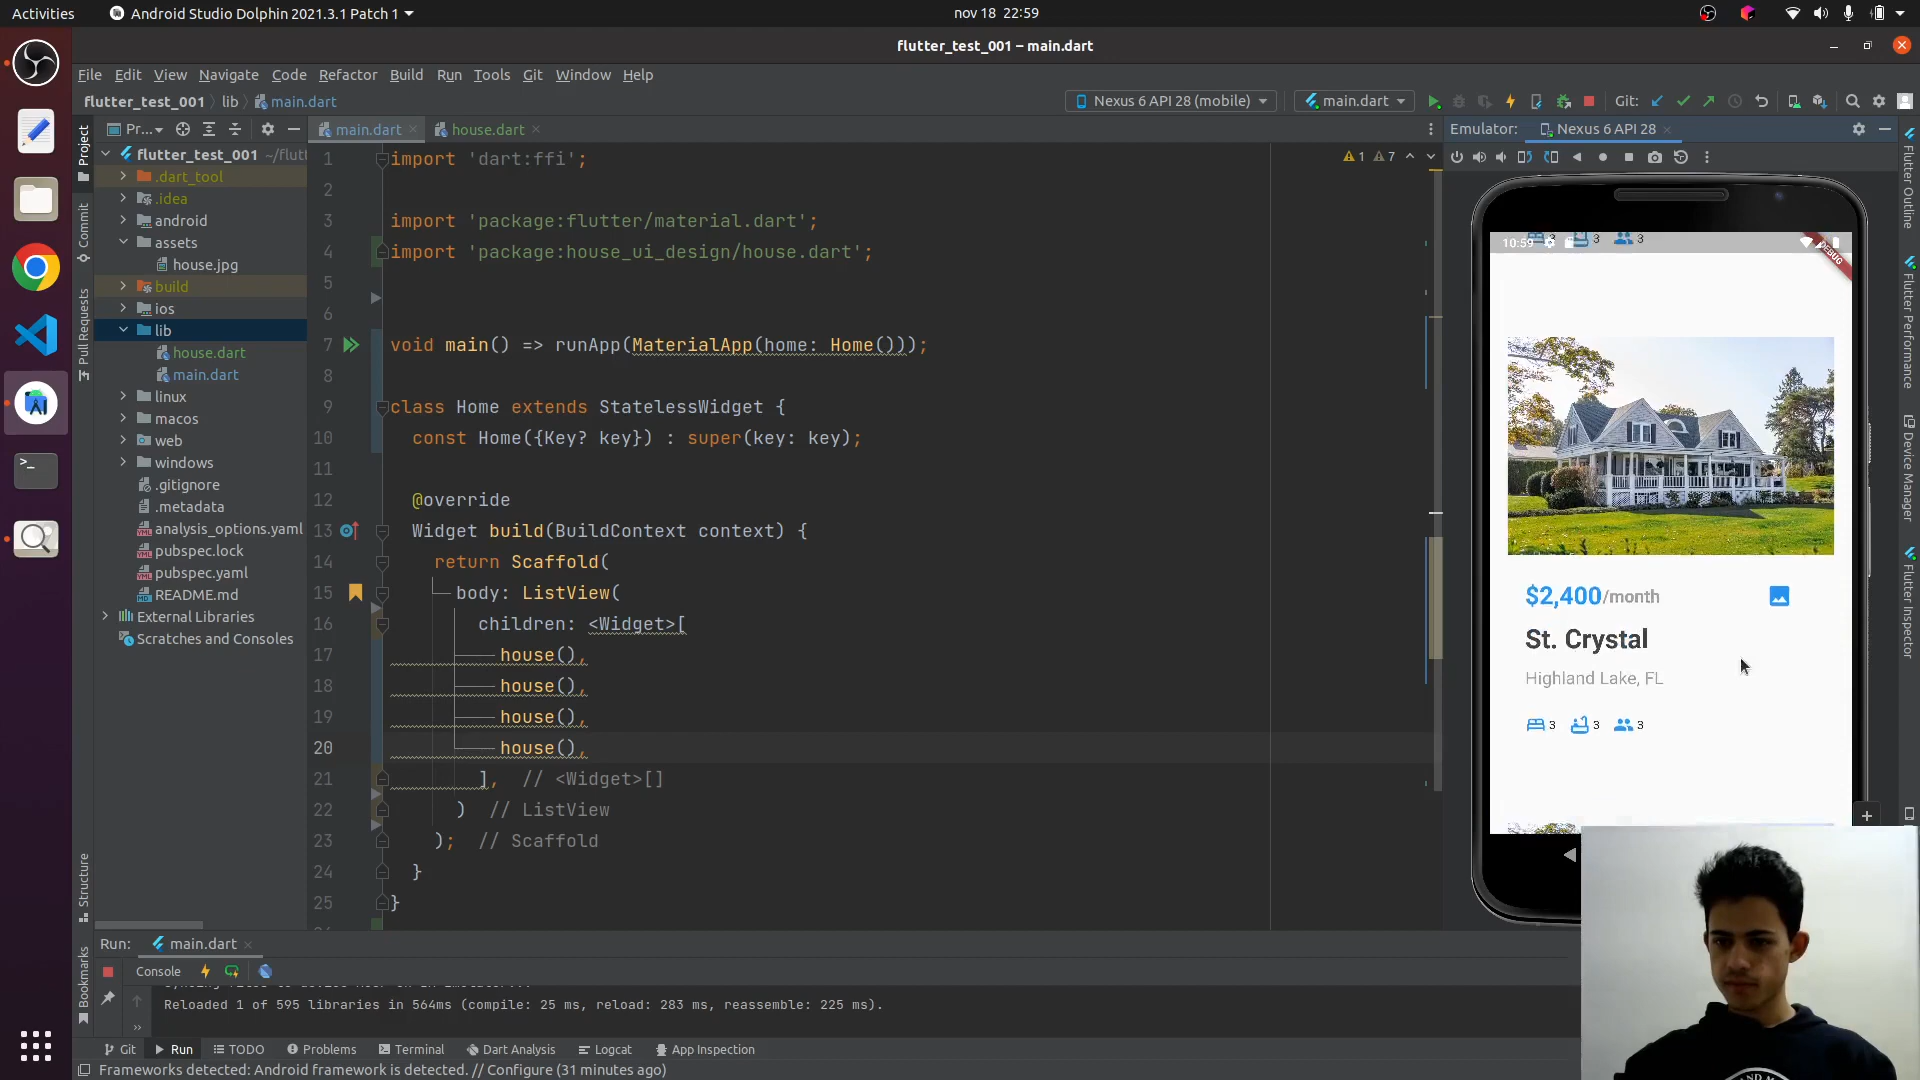 Activities
Android Studio Dolphin 2021.3.1 Patch 1
nov 18 22:59
flutter_test_001 – main.dart
File Edit View Navigate Code Refactor Build Run Tools Git Window Help
flutter_test_001 lib main.dart
Nexus 6 API 28 (mobile)
main.dart
Git:
Project
Commit
Pull Requests
Structure
Bookmarks
Pr...
flutter_test_001
.dart_tool
.idea
android
assets
house.jpg
build
ios
lib
house.dart
main.dart
linux
macos
web
windows
.gitignore
.metadata
analysis_options.yaml
pubspec.lock
pubspec.yaml
README.md
External Libraries
Scratches and Consoles
main.dart house.dart
1 7
1 import 'dart:ffi';
2
3 import 'package:flutter/material.dart';
4 import 'package:house_ui_design/house.dart';
5
6
7 void main() => runApp(MaterialApp(home: Home()));
8
9 class Home extends StatelessWidget {
10 const Home({Key? key}) : super(key: key);
11
12 @override
13 Widget build(BuildContext context) {
14 return Scaffold(
15 body: ListView(
16 children: <Widget>[
17 house(),
18 house(),
19 house(),
20 house(),
21 ], // <Widget>[]
22 ) // ListView
23 ); // Scaffold
24 }
25 }
Emulator: Nexus 6 API 28
10:59
3 3 3
DEBUG
$2,400/month
St. Crystal
Highland Lake, FL
3 3 3
Flutter Outline
Flutter Performance
Device Manager
Flutter Inspector
Run: main.dart
Console
Reloaded 1 of 595 libraries in 564ms (compile: 25 ms, reload: 283 ms, reassemble: 225 ms).
Git Run TODO Problems Terminal Dart Analysis Logcat App Inspection
Frameworks detected: Android framework is detected. // Configure (31 minutes ago)